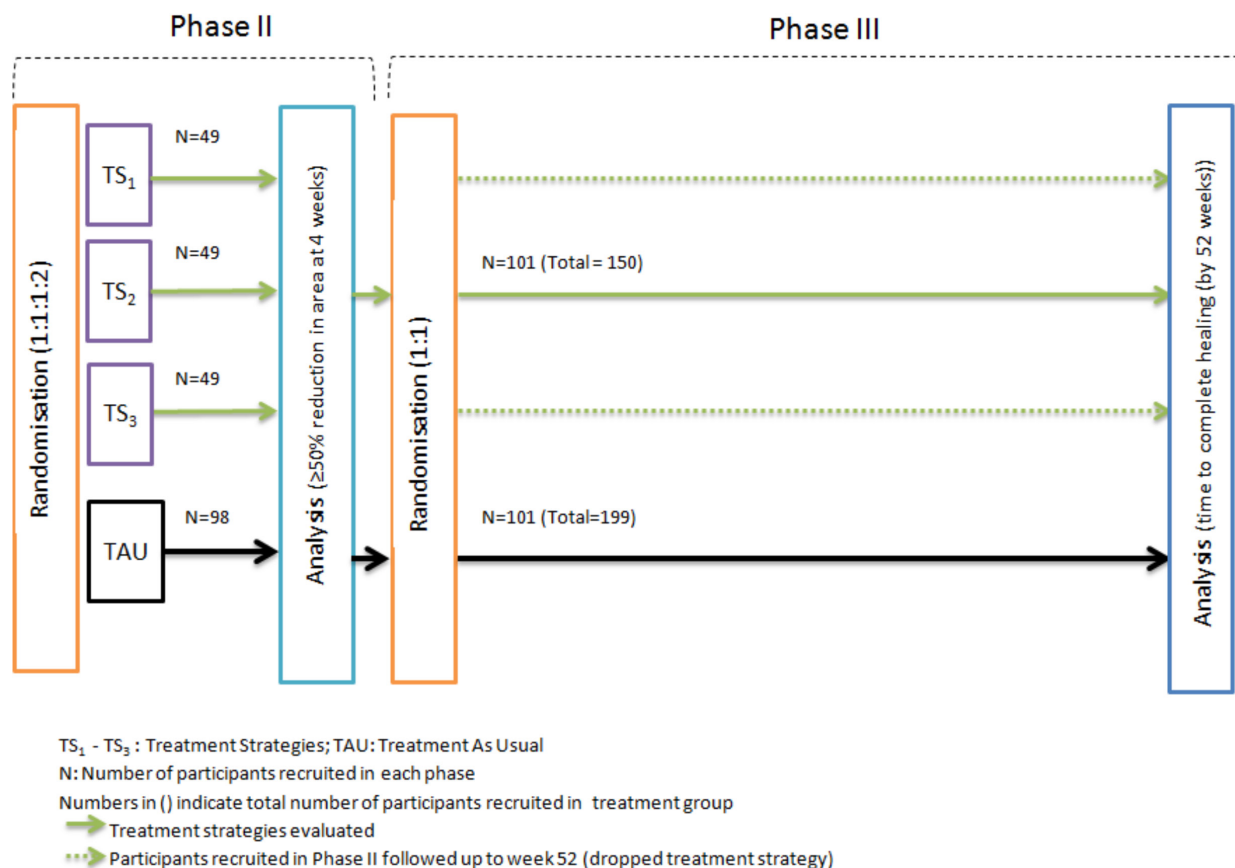 Phase II
Phase III
Randomisation (1:1:1:2)
TS₁
N=49
TS₂
N=49
TS₃
N=49
TAU
N=98
Analysis (≥50% reduction in area at 4 weeks)
Randomisation (1:1)
N=101 (Total = 150)
N=101 (Total=199)
Analysis (time to complete healing (by 52 weeks))
TS₁ - TS₃ : Treatment Strategies; TAU: Treatment As Usual
N: Number of participants recruited in each phase
Numbers in () indicate total number of participants recruited in treatment group
Treatment strategies evaluated
Participants recruited in Phase II followed up to week 52 (dropped treatment strategy)